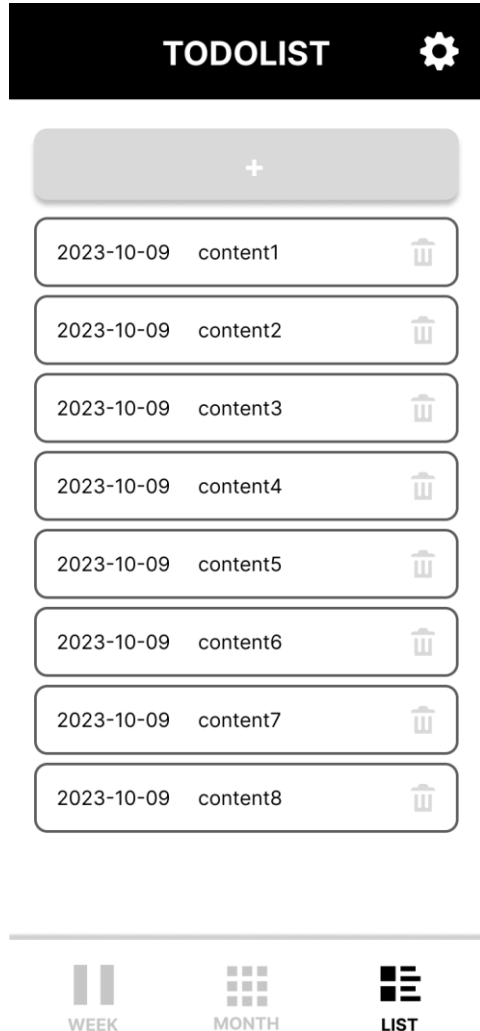 TODOLIST
+
2023-10-09 content1
2023-10-09 content2
2023-10-09 content3
2023-10-09 content4
2023-10-09 content5
2023-10-09 content6
2023-10-09 content7
2023-10-09 content8
WEEK MONTH LIST